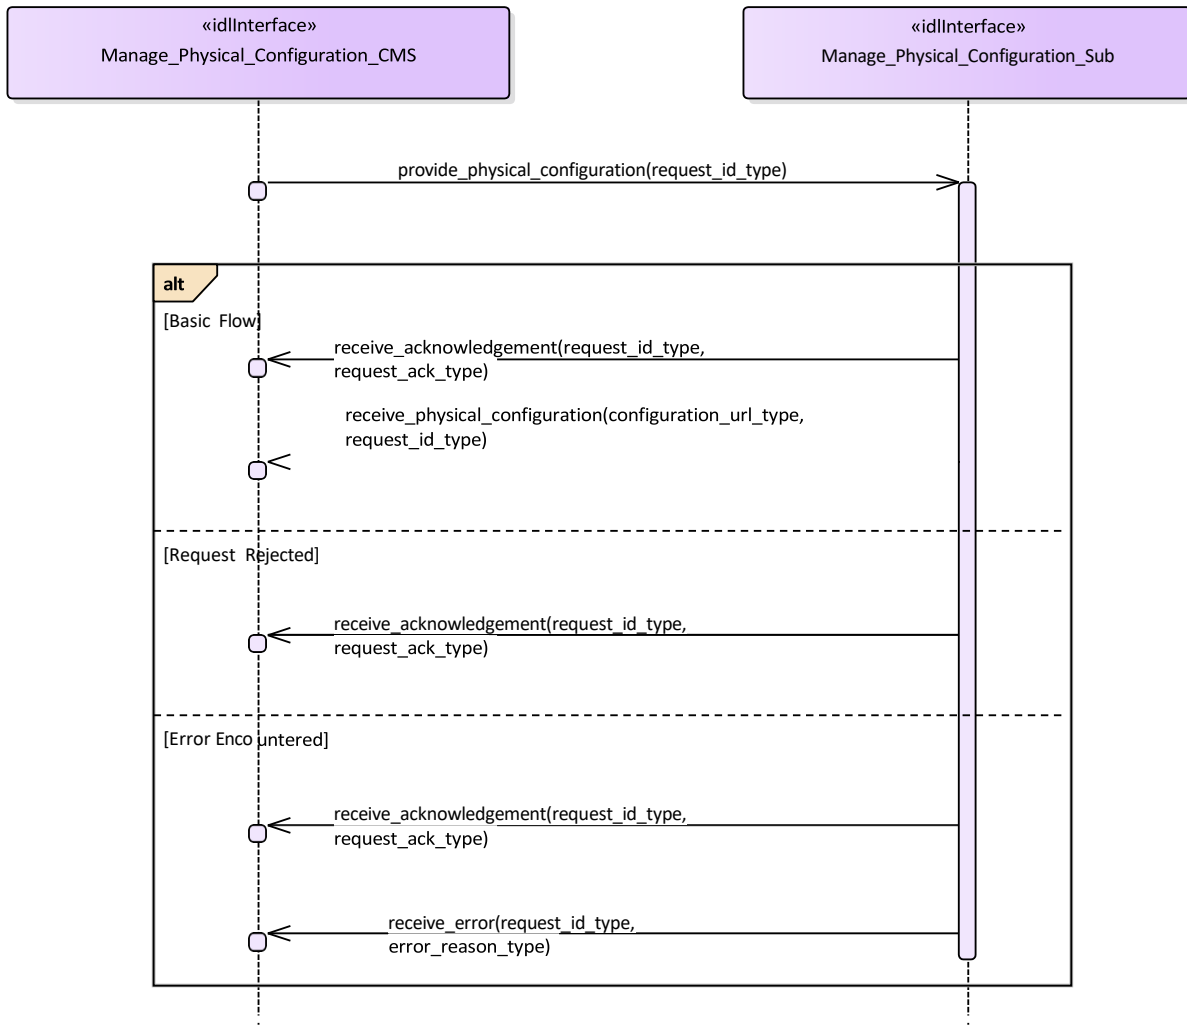 «idlInterface»
Manage_Physical_Configuration_CMS
«idlInterface»
Manage_Physical_Configuration_Sub
provide_physical_configuration(request_id_type)
alt
[Basic Flow]
receive_acknowledgement(request_id_type,
request_ack_type)
receive_physical_configuration(configuration_url_type,
request_id_type)
[Request Rejected]
receive_acknowledgement(request_id_type,
request_ack_type)
[Error Encountered]
receive_acknowledgement(request_id_type,
request_ack_type)
receive_error(request_id_type,
error_reason_type)